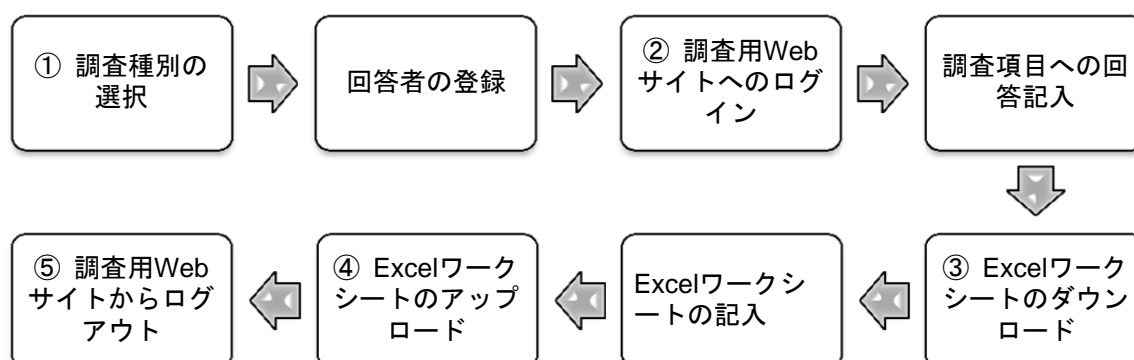 ① 調査種別の
選択
回答者の登録
② 調査用Web
サイトへのログ
イン
調査項目への回
答記入
③ Excelワーク
シートのダウン
ロード
Excelワークシ
ートの記入
④ Excelワーク
シートのアップ
ロード
⑤ 調査用Web
サイトからログ
アウト